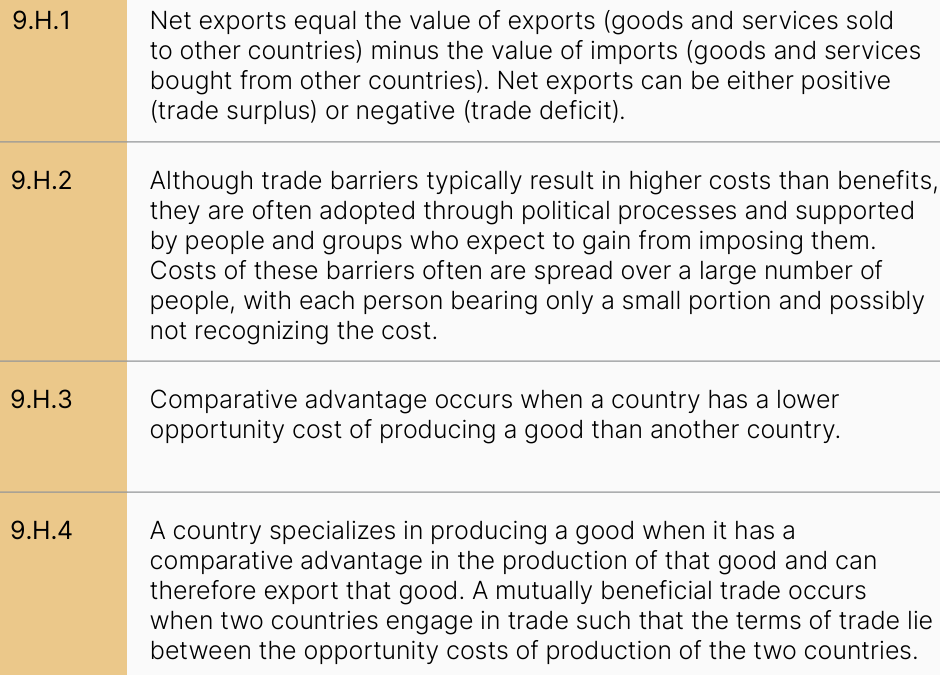 9.H.1
Net exports equal the value of exports (goods and services sold
to other countries) minus the value of imports (goods and services
bought from other countries). Net exports can be either positive
(trade surplus) or negative (trade deficit).
9.H.2
Although trade barriers typically result in higher costs than benefits,
they are often adopted through political processes and supported
by people and groups who expect to gain from imposing them.
Costs of these barriers often are spread over a large number of
people, with each person bearing only a small portion and possibly
not recognizing the cost.
9.H.3
Comparative advantage occurs when a country has a lower
opportunity cost of producing a good than another country.
9.H.4
A country specializes in producing a good when it has a
comparative advantage in the production of that good and can
therefore export that good. A mutually beneficial trade occurs
when two countries engage in trade such that the terms of trade lie
between the opportunity costs of production of the two countries.